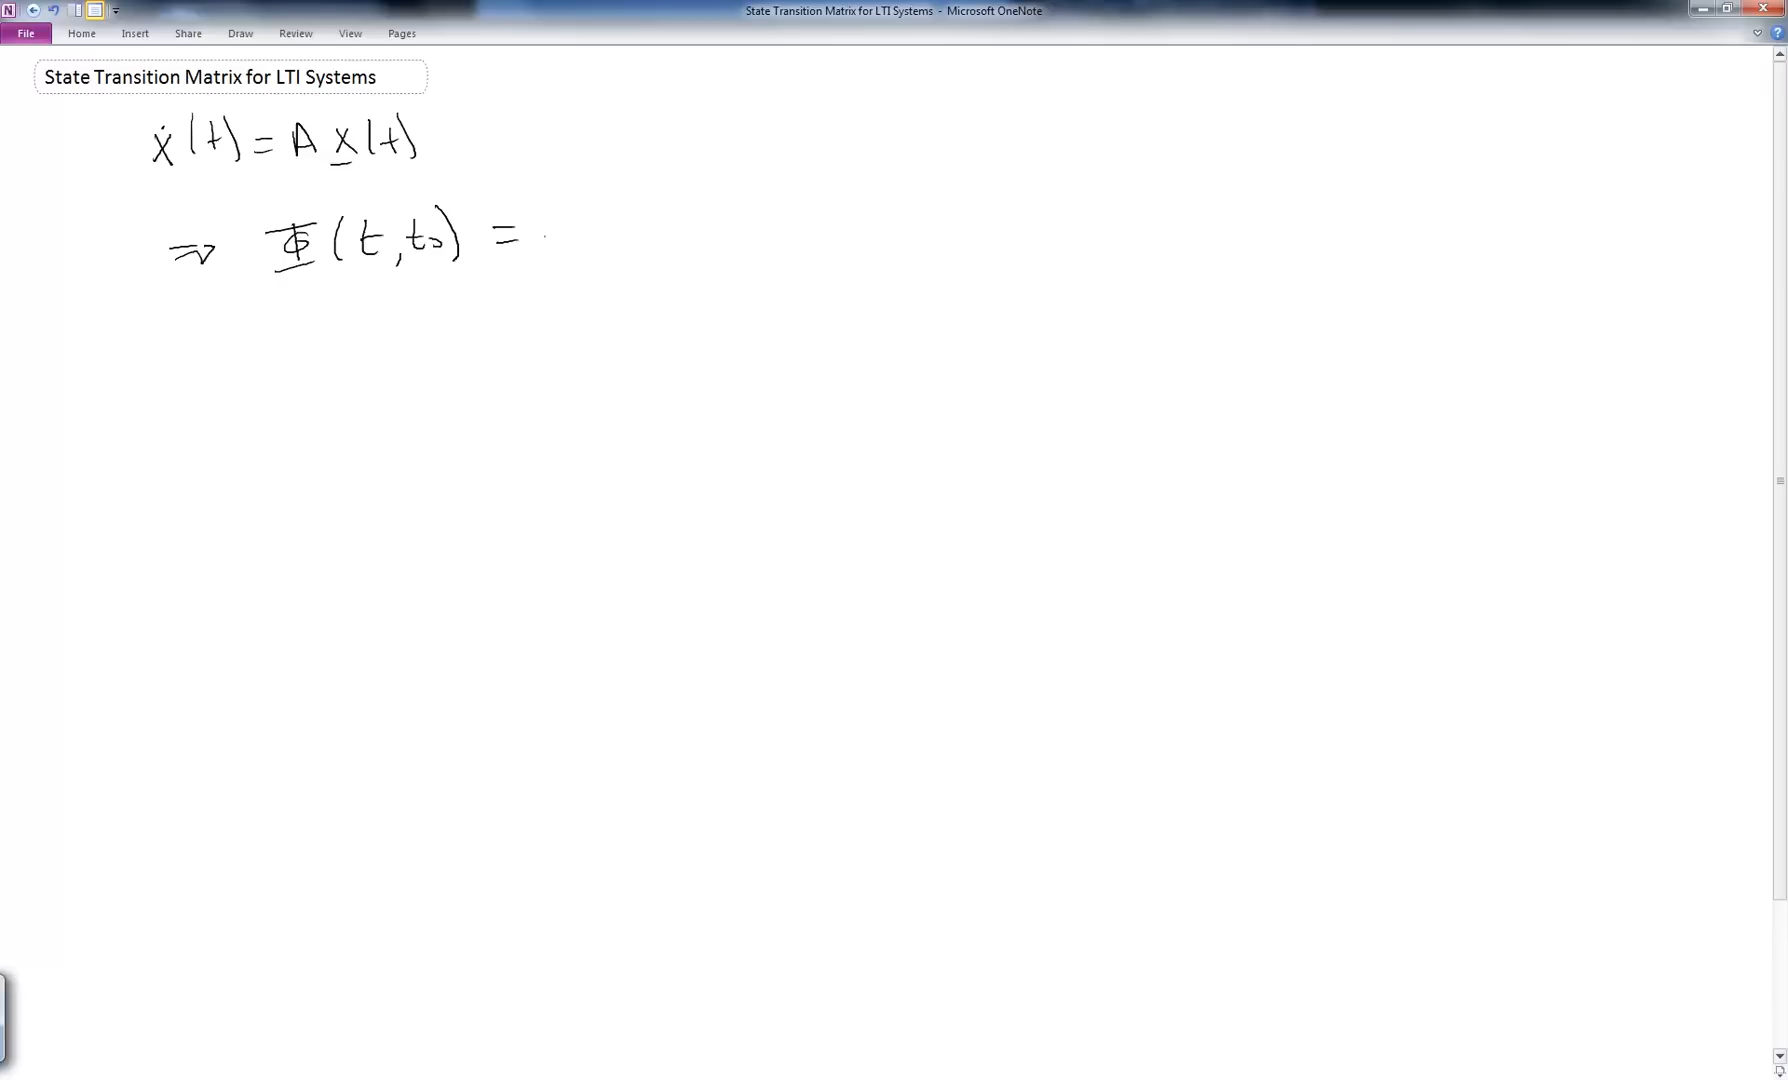 State Transition Matrix for LTI Systems - Microsoft OneNote
File Home Insert Share Draw Review View Pages
State Transition Matrix for LTI Systems
ẋ(t) = A x̲(t)
⇒ Φ(t, t₀) =